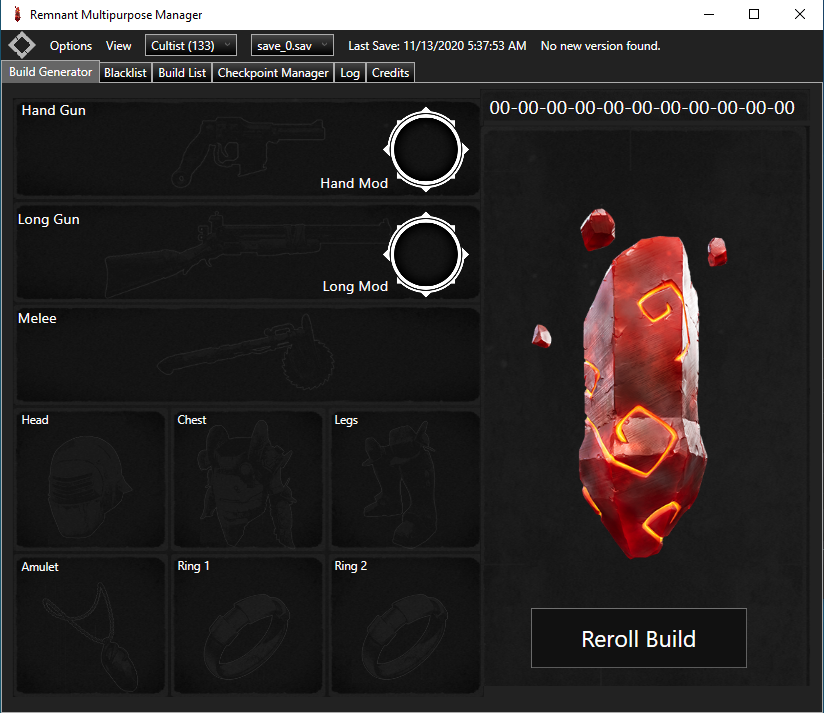 Remnant Multipurpose Manager
Options View Cultist (133) save_0.sav Last Save: 11/13/2020 5:37:53 AM No new version found.
Build Generator Blacklist Build List Checkpoint Manager Log Credits
Hand Gun
Hand Mod
Long Gun
Long Mod
Melee
Head Chest Legs
Amulet Ring 1 Ring 2
00-00-00-00-00-00-00-00-00-00-00
Reroll Build